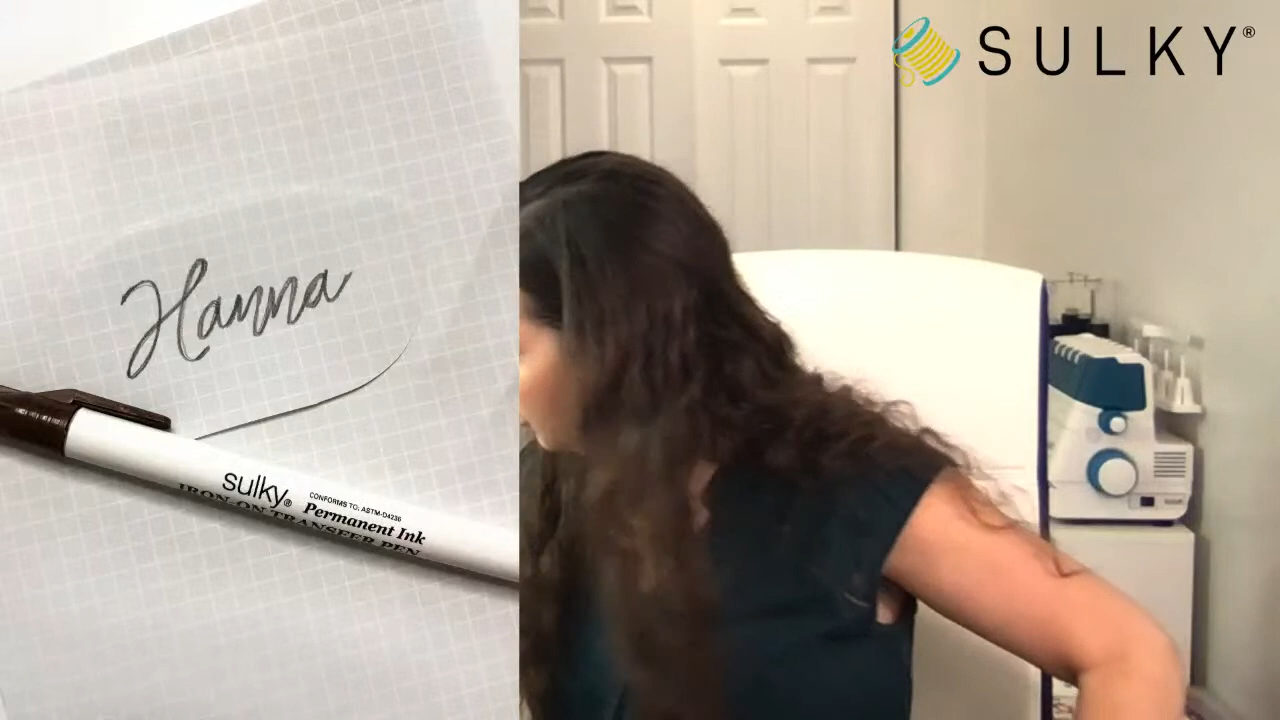 Hanna
sulky®
CONFORMS TO: ASTM-D4236
Permanent Ink
IRON-ON TRANSFER PEN
SULKY®